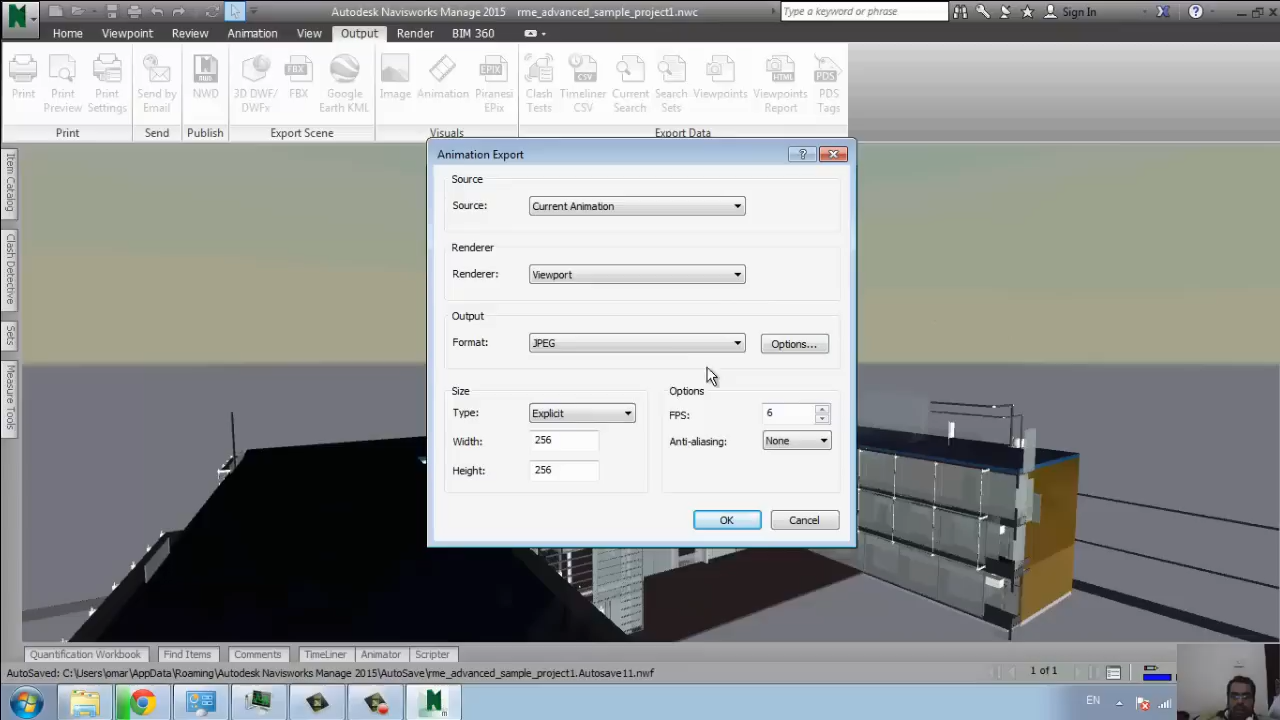 Autodesk Navisworks Manage 2015 rme_advanced_sample_project1.nwc
Type a keyword or phrase
Sign In
Home Viewpoint Review Animation View Output Render BIM 360
Print
Print Preview
Print Settings
Send by Email
NWD
3D DWF/DWFx
FBX
Google Earth KML
Image
Animation
Piranesi EPix
Clash Tests
Timeliner CSV
Current Search
Search Sets
Viewpoints
Viewpoints Report
PDS Tags
Print Send Publish Export Scene Visuals Export Data
Item Catalog
Clash Detective
Sets
Measure Tools
Animation Export
Source
Source: Current Animation
Renderer
Renderer: Viewport
Output
Format: JPEG Options...
Size
Type: Explicit
Width: 256
Height: 256
Options
FPS: 6
Anti-aliasing: None
OK Cancel
Quantification Workbook Find Items Comments TimeLiner Animator Scripter
AutoSaved: C:\Users\omar\AppData\Roaming\Autodesk Navisworks Manage 2015\AutoSave\rme_advanced_sample_project1.Autosave11.nwf
1 of 1
EN